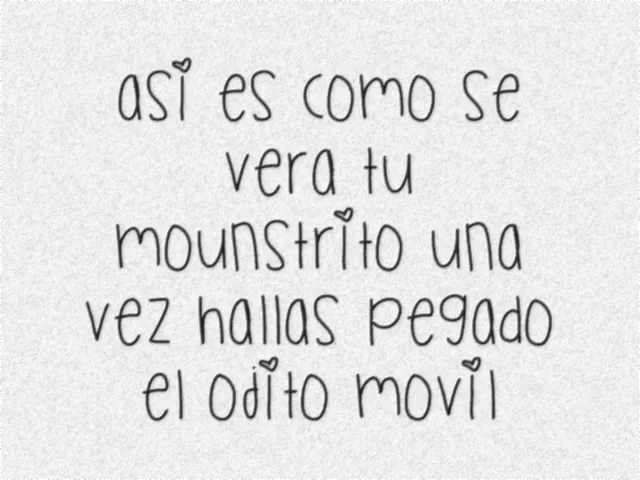 así es como se
vera tu
mounstrito una
vez hallas pegado
el odito movil